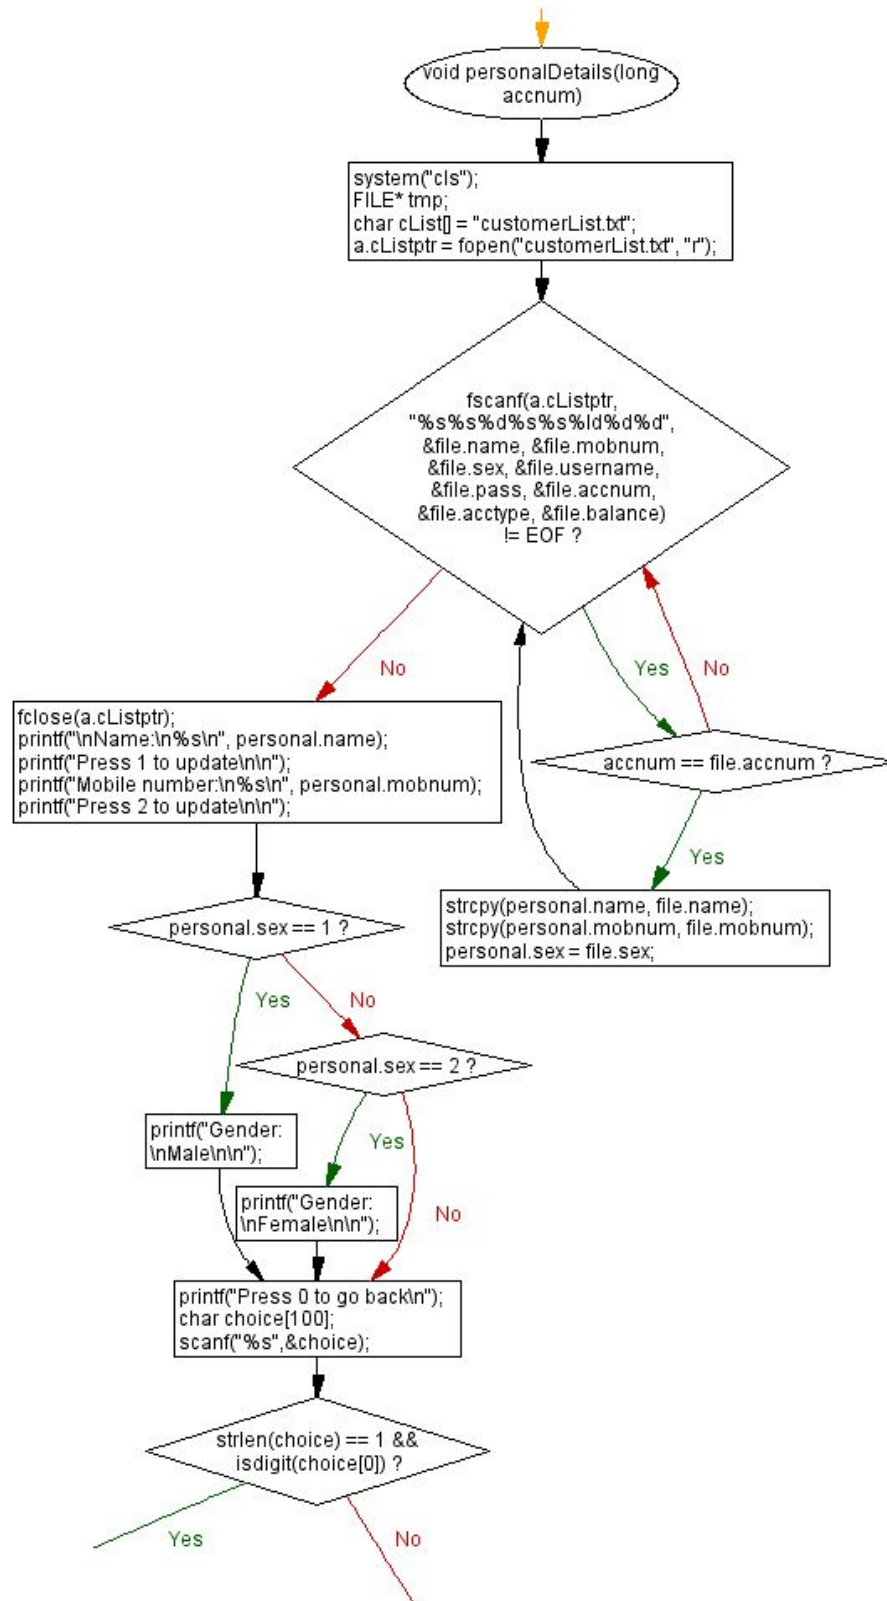 void personalDetails(long
accnum)
system("cls");
FILE* tmp;
char cList[] = "customerList.txt";
a.cListptr = fopen("customerList.txt", "r");
fscanf(a.cListptr,
"%s%s%d%s%s%ld%d%d",
&file.name, &file.mobnum,
&file.sex, &file.username,
&file.pass, &file.accnum,
&file.acctype, &file.balance)
!= EOF ?
No
Yes
No
fclose(a.cListptr);
printf("\nName:\n%s\n", personal.name);
printf("Press 1 to update\n\n");
printf("Mobile number:\n%s\n", personal.mobnum);
printf("Press 2 to update\n\n");
accnum == file.accnum ?
Yes
strcpy(personal.name, file.name);
strcpy(personal.mobnum, file.mobnum);
personal.sex = file.sex;
personal.sex == 1 ?
Yes
No
personal.sex == 2 ?
printf("Gender:
\nMale\n\n");
Yes
printf("Gender:
\nFemale\n\n");
No
printf("Press 0 to go back\n");
char choice[100];
scanf("%s",&choice);
strlen(choice) == 1 &&
isdigit(choice[0]) ?
Yes
No